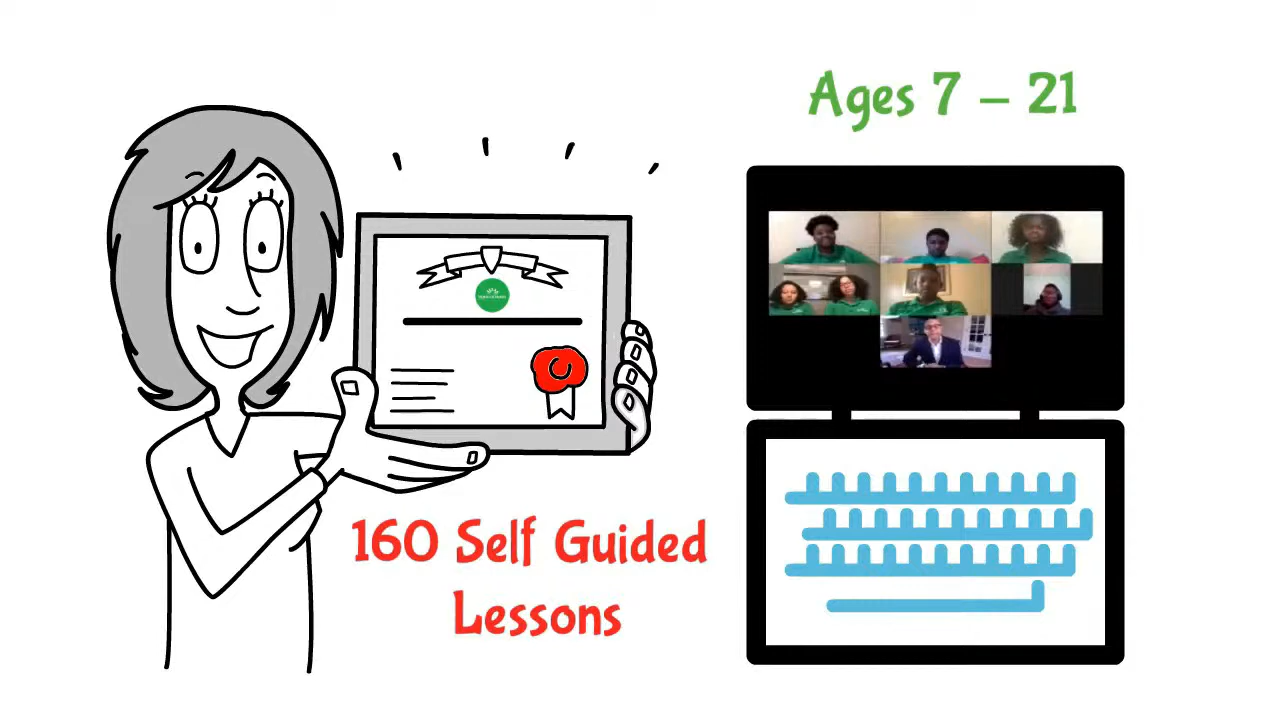 Ages 7 – 21
160 Self Guided
Lessons